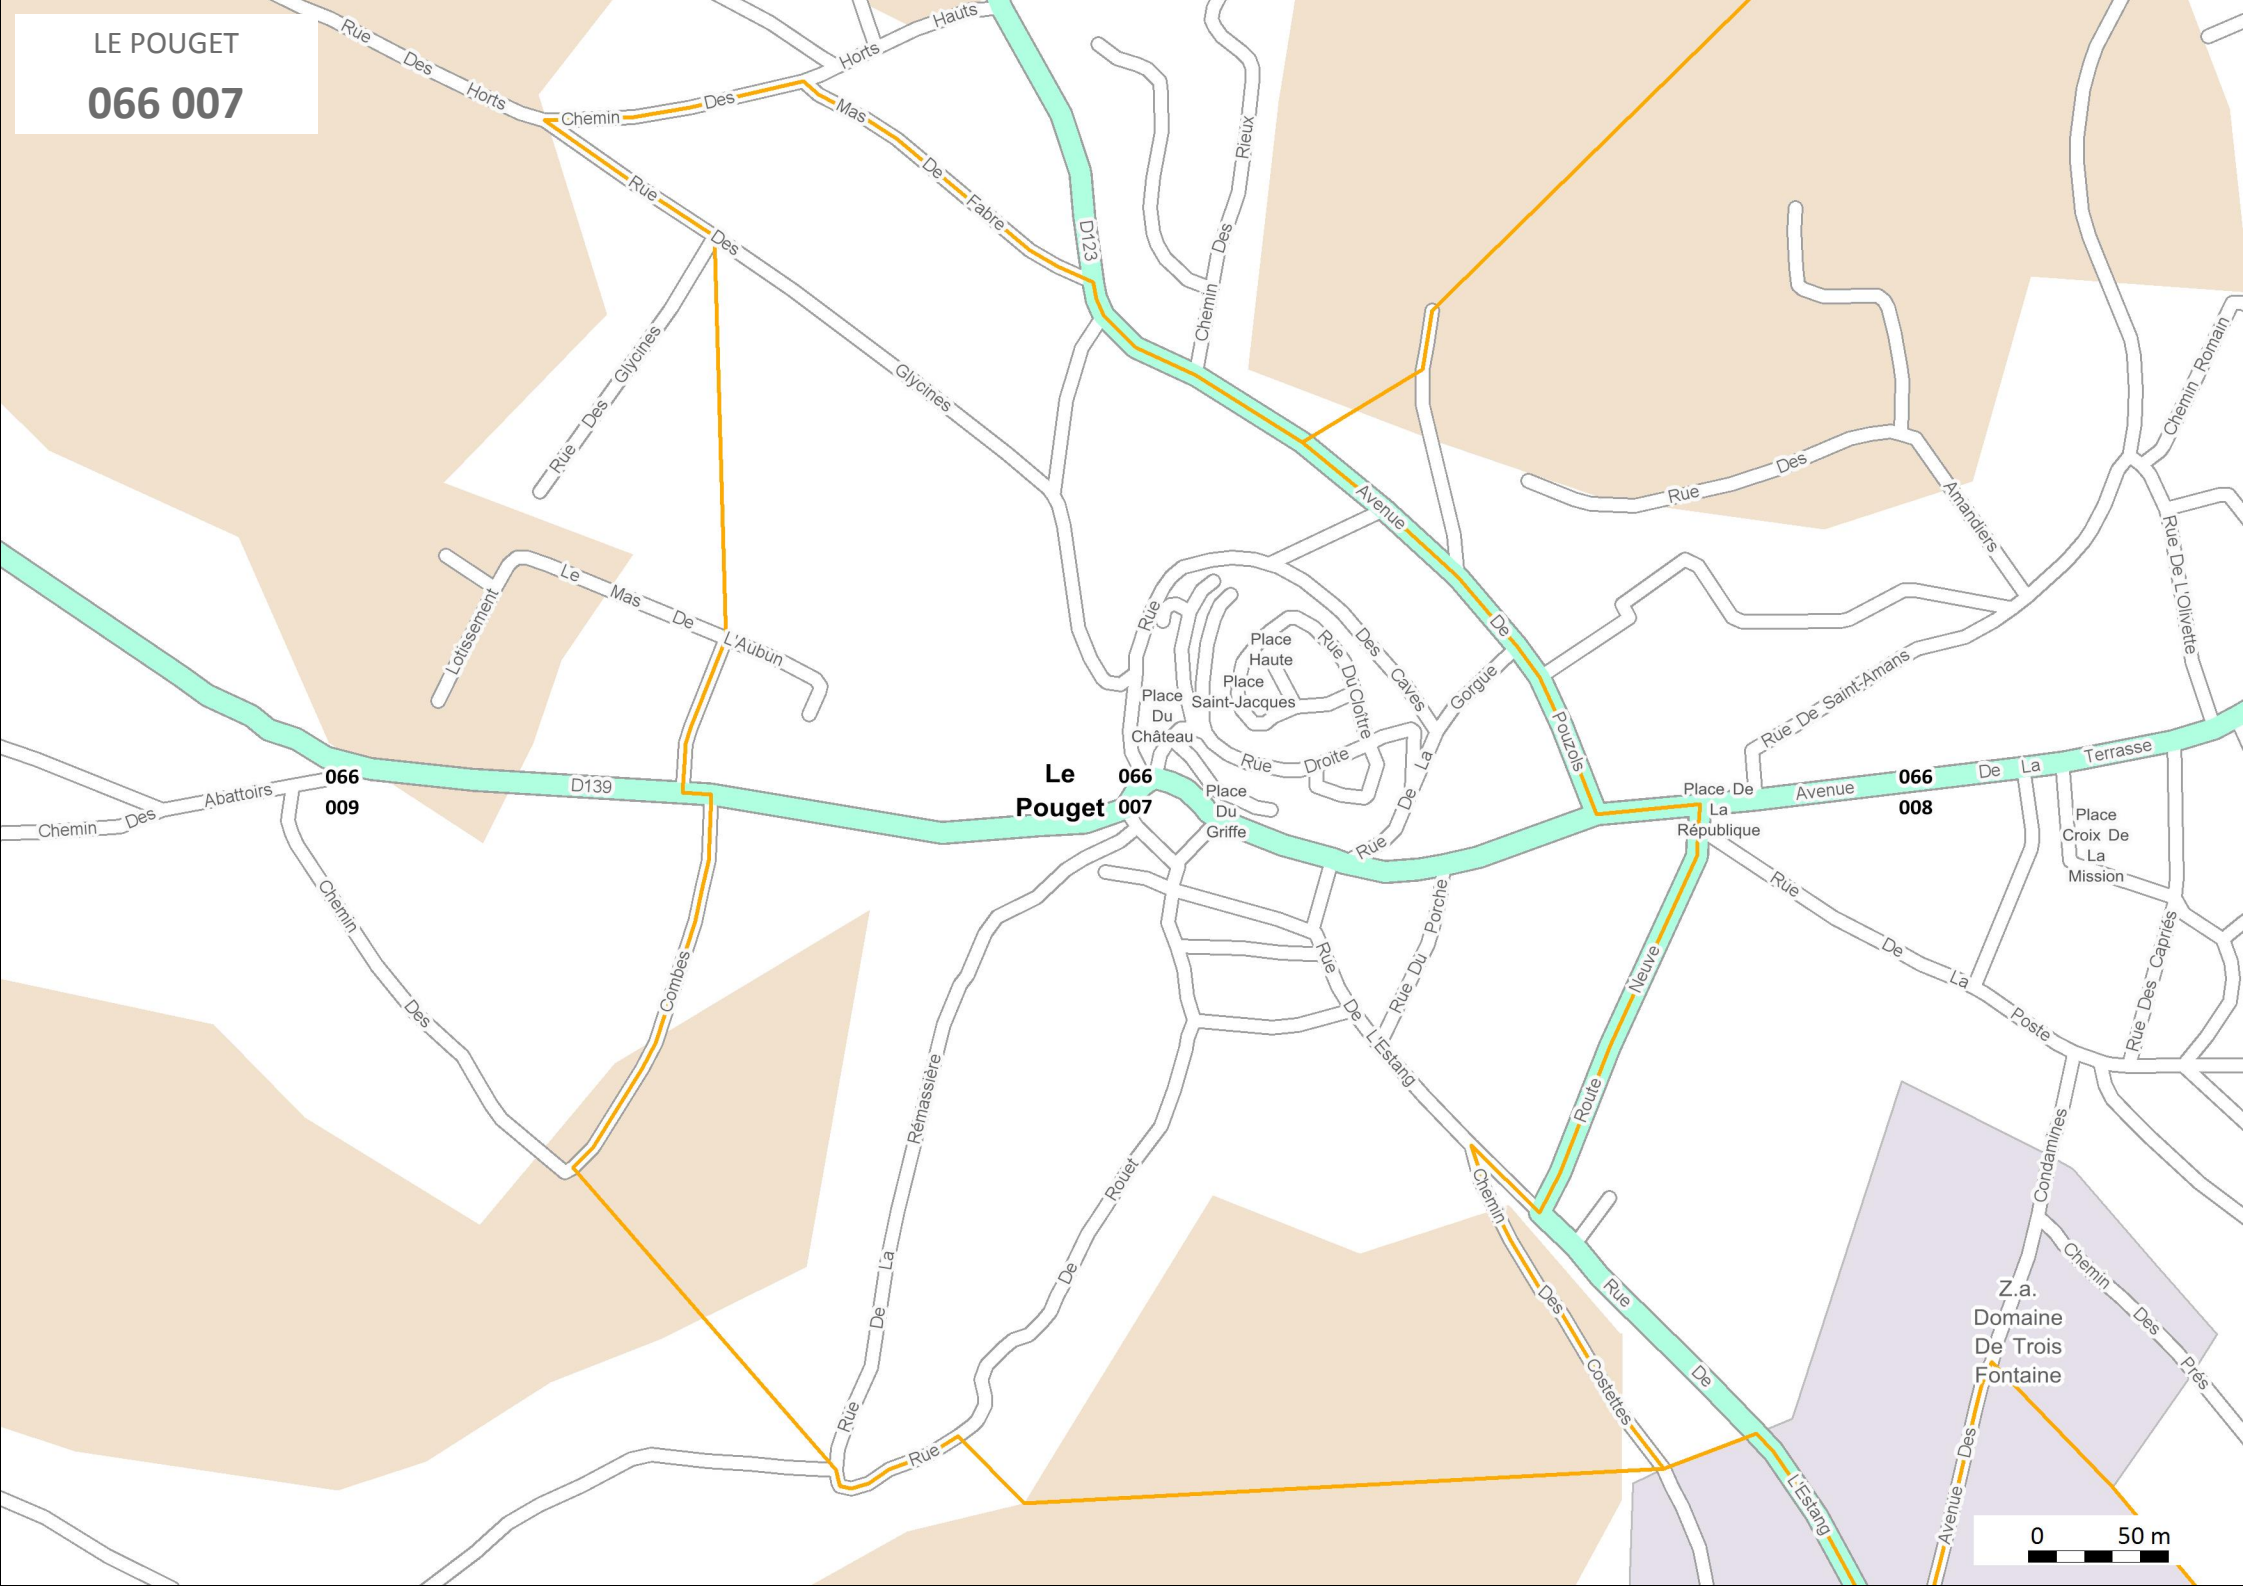 LE POUGET
066 007
Rue Des Horts
Chemin Des Horts Hauts
Mas De Fabre
Rue Des Glycines
Rue Des Glycines
D123
Chemin Des Rieux
Chemin Romain
Rue Des Amandiers
Avenue De Pouzols
Rue De L'Olivette
Lotissement Le Mas De L'Aubun
Rue Des Caves
Place
Haute
Rue Du Cloître
Place
Saint-Jacques
Place
Du
Château
Rue De La Gorgue
Rue Droite
Rue De Saint-Amans
D139
Chemin Des Abattoirs
066
009
Le
Pouget
066
007
Place
Du
Griffe
Place De
La
République
Avenue De La Terrasse
066
008
Place
Croix De
La
Mission
Chemin Des Combes
Rue De La Rémassière
Rue De Rouet
Rue De L'Estang
Rue Du Porche
Route Neuve
Rue De La Poste
Rue Des Capriés
Chemin Des Costettes
Rue De L'Estang
Avenue Des Condamines
Chemin Des Prés
Z.a.
Domaine
De Trois
Fontaine
0 50 m